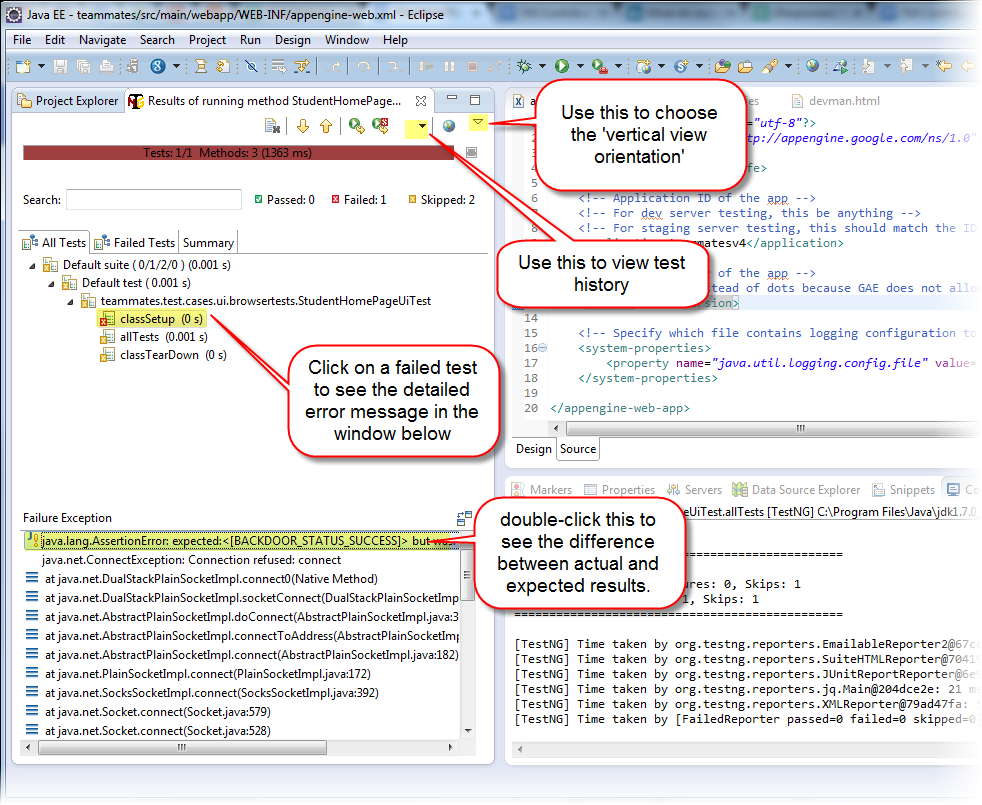 Java EE - teammates/src/main/webapp/WEB-INF/appengine-web.xml - Eclipse
File Edit Navigate Search Project Run Design Window Help
Project Explorer
Results of running method StudentHomePage...
Tests: 1/1 Methods: 3 (1363 ms)
Search:
Passed: 0
Failed: 1
Skipped: 2
All Tests
Failed Tests
Summary
Default suite ( 0/1/2/0 ) (0.001 s)
Default test ( 0.001 s)
teammates.test.cases.ui.browsertests.StudentHomePageUiTest
classSetup (0 s)
allTests (0.001 s)
classTearDown (0 s)
Click on a failed test
to see the detailed
error message in the
window below
Failure Exception
java.lang.AssertionError: expected:<[BACKDOOR_STATUS_SUCCESS]> but was:
java.net.ConnectException: Connection refused: connect
at java.net.DualStackPlainSocketImpl.connect0(Native Method)
at java.net.DualStackPlainSocketImpl.socketConnect(DualStackPlainSocketImp
at java.net.AbstractPlainSocketImpl.doConnect(AbstractPlainSocketImpl.java:3
at java.net.AbstractPlainSocketImpl.connectToAddress(AbstractPlainSocketImp
at java.net.AbstractPlainSocketImpl.connect(AbstractPlainSocketImpl.java:182)
at java.net.PlainSocketImpl.connect(PlainSocketImpl.java:172)
at java.net.SocksSocketImpl.connect(SocksSocketImpl.java:392)
at java.net.Socket.connect(Socket.java:579)
at java.net.Socket.connect(Socket.java:528)
Use this to choose
the 'vertical view
orientation'
Use this to view test
history
double-click this to
see the difference
between actual and
expected results.
devman.html
="utf-8"?>
tp://appengine.google.com/ns/1.0"
fe>
5
6 <!-- Application ID of the app -->
7 <!-- For dev server testing, this be anything -->
8 <!-- For staging server testing, this should match the ID
matesv4</application>
of the app -->
stead of dots because GAE does not allo
sion>
14
15 <!-- Specify which file contains logging configuration to
16 <system-properties>
17 <property name="java.util.logging.config.file" value=
18 </system-properties>
19
20 </appengine-web-app>
Design Source
Markers Properties Servers Data Source Explorer Snippets Co
eUiTest.allTests [TestNG] C:\Program Files\Java\jdk1.7.0
===============================================
ures: 0, Skips: 1
1, Skips: 1
===============================================
[TestNG] Time taken by org.testng.reporters.EmailableReporter2@67cc
[TestNG] Time taken by org.testng.reporters.SuiteHTMLReporter@70419
[TestNG] Time taken by org.testng.reporters.JUnitReportReporter@6e5
[TestNG] Time taken by org.testng.reporters.jq.Main@204dce2e: 21 ms
[TestNG] Time taken by org.testng.reporters.XMLReporter@79ad47fa: 5
[TestNG] Time taken by [FailedReporter passed=0 failed=0 skipped=0